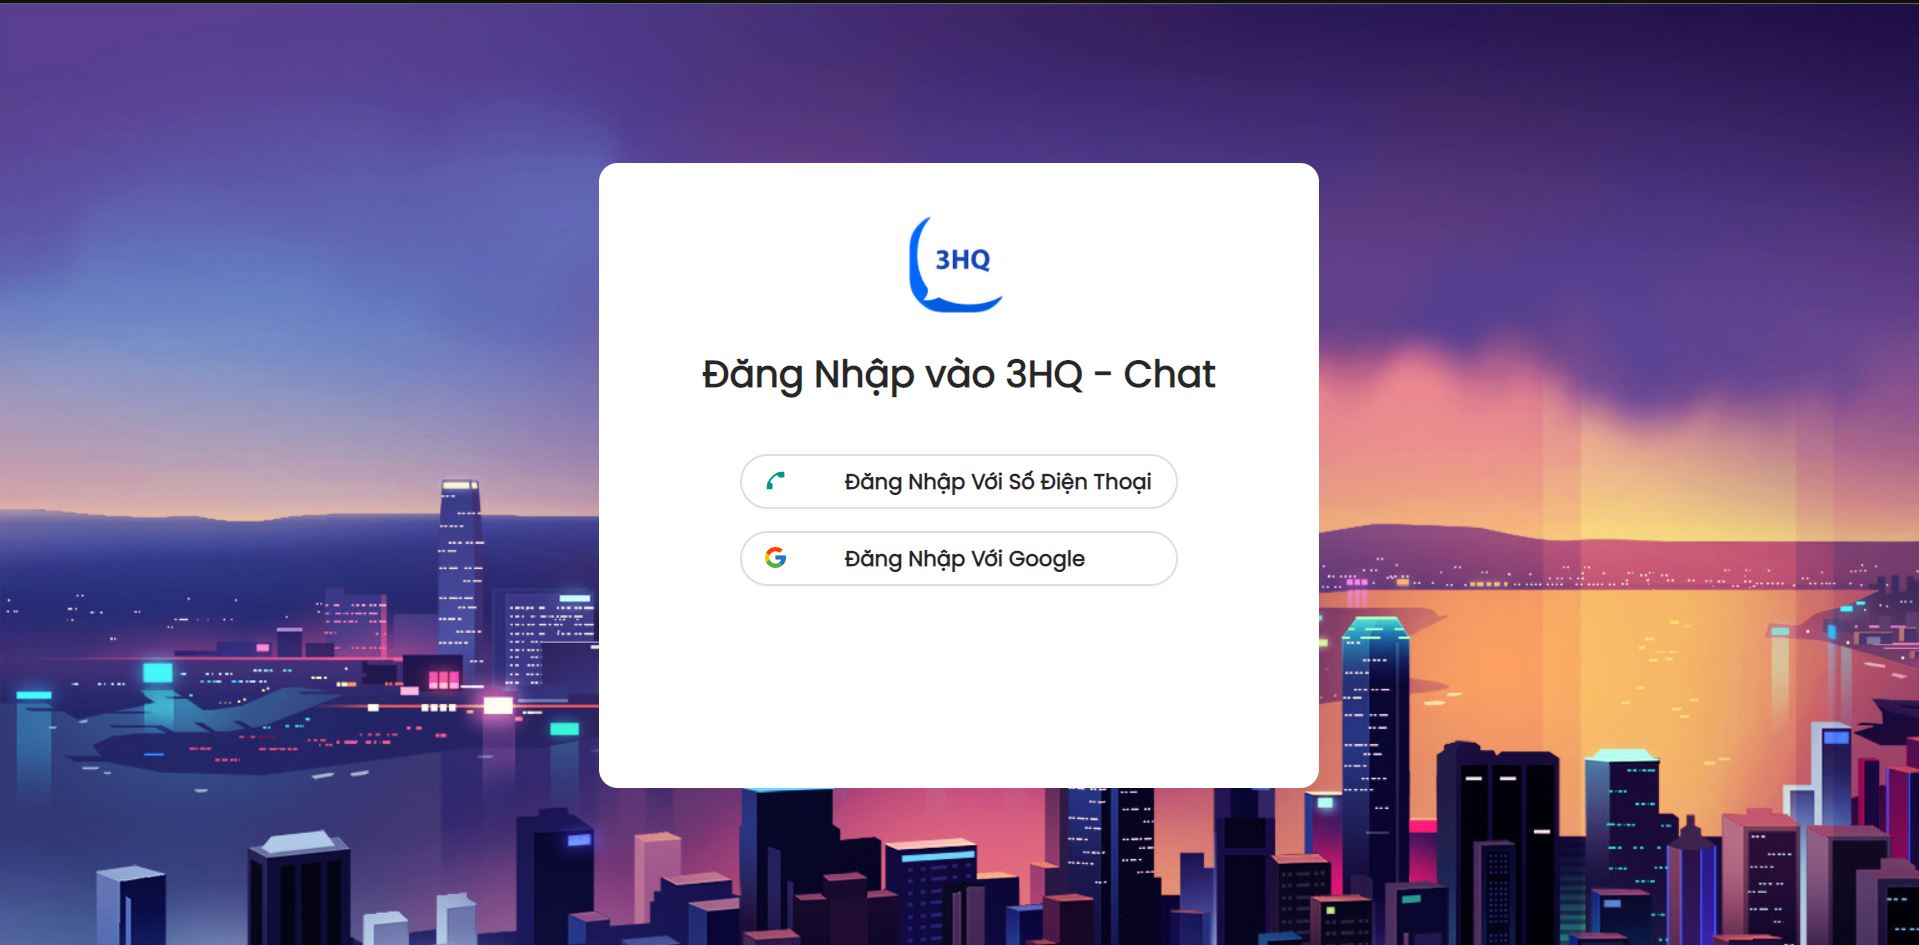 3HQ
Đăng Nhập vào 3HQ - Chat
Đăng Nhập Với Số Điện Thoại
Đăng Nhập Với Google